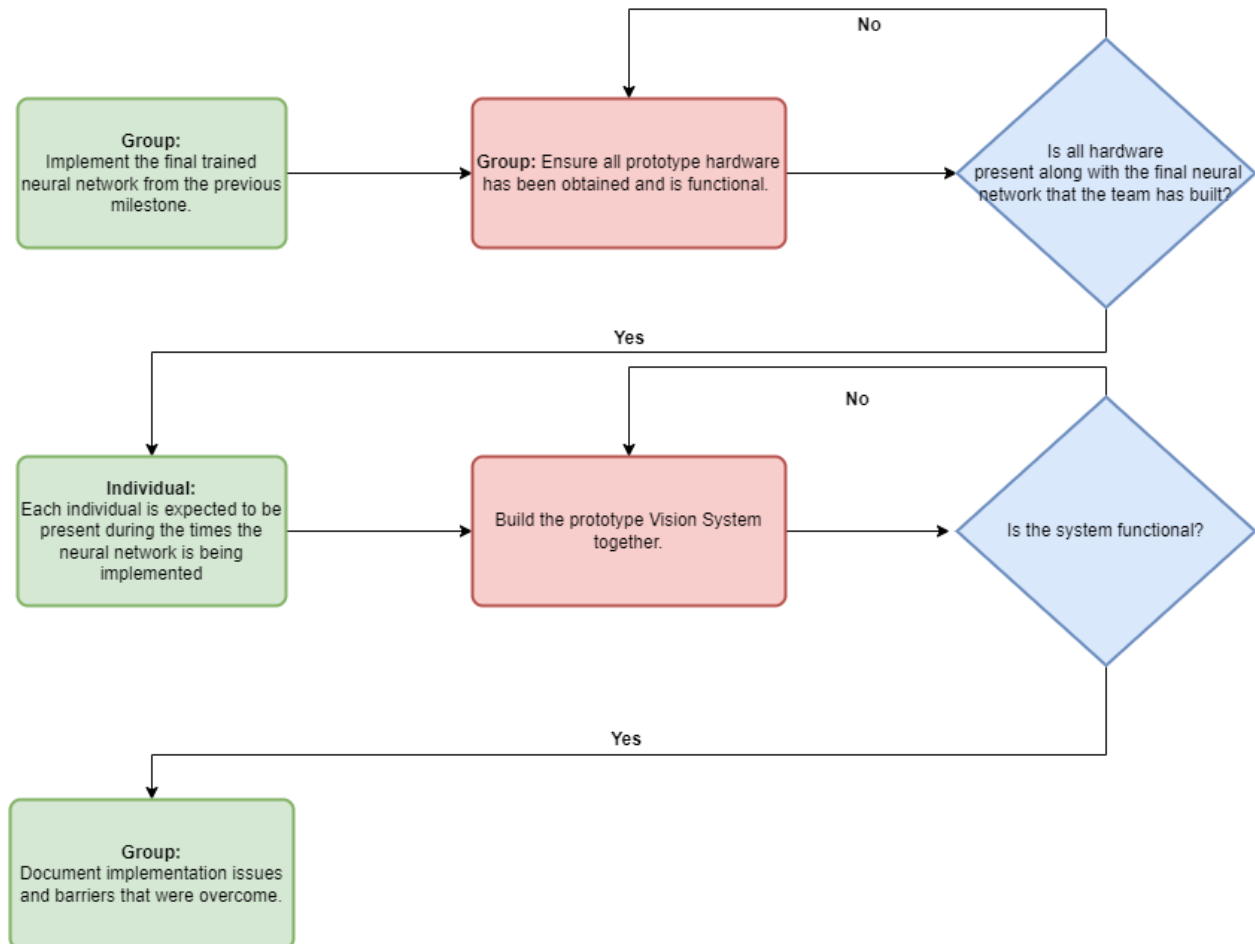 No
Group:
Implement the final trained
neural network from the previous
milestone.
Group: Ensure all prototype hardware
has been obtained and is functional.
Is all hardware
present along with the final neural
network that the team has built?
Yes
No
Individual:
Each individual is expected to be
present during the times the
neural network is being
implemented
Build the prototype Vision System
together.
Is the system functional?
Yes
Group:
Document implementation issues
and barriers that were overcome.